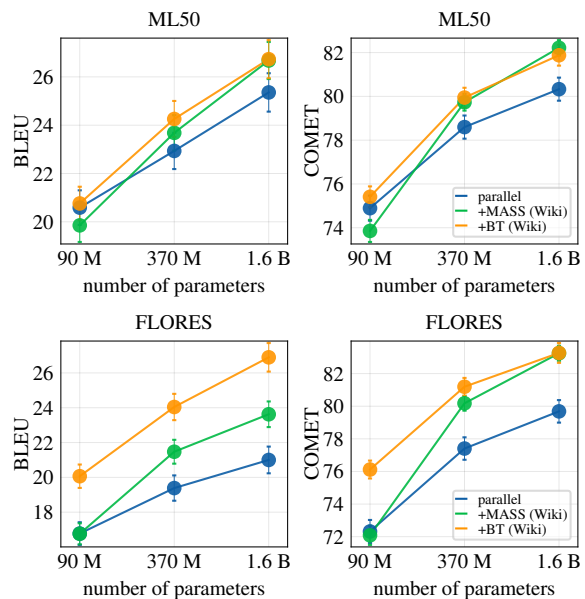 ML50
BLEU
26
24
22
20
90 M 370 M 1.6 B
number of parameters
ML50
COMET
82
80
78
76
74
parallel
+MASS (Wiki)
+BT (Wiki)
90 M 370 M 1.6 B
number of parameters
FLORES
BLEU
26
24
22
20
18
90 M 370 M 1.6 B
number of parameters
FLORES
COMET
82
80
78
76
74
72
parallel
+MASS (Wiki)
+BT (Wiki)
90 M 370 M 1.6 B
number of parameters